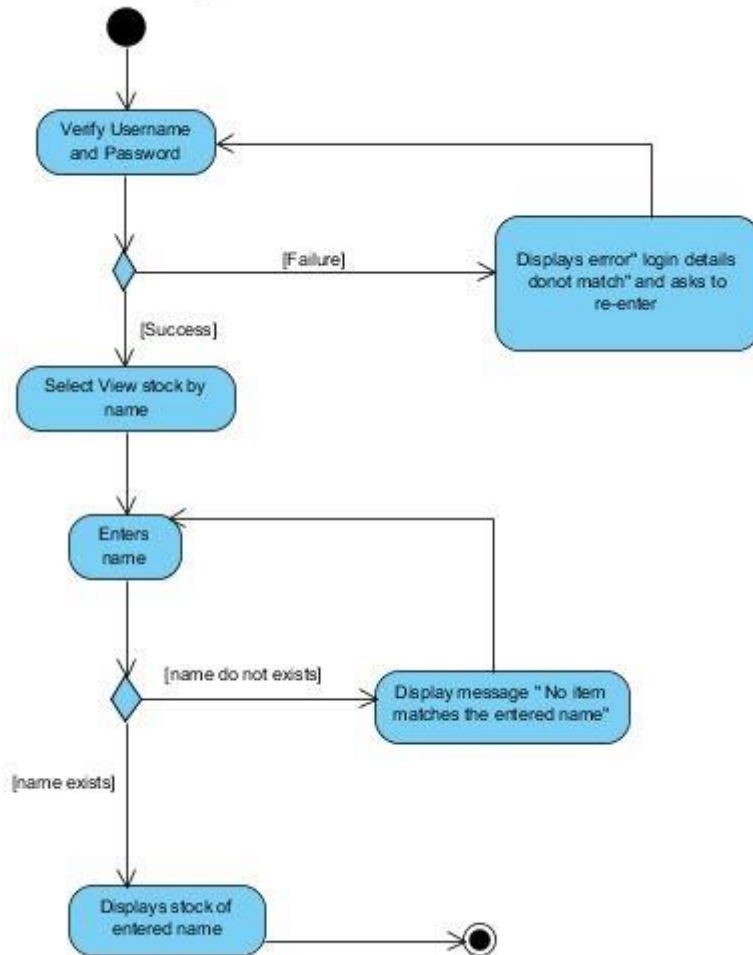 Verify Username
and Password
[Failure]
Displays errror" login details
donot match" and asks to
re-enter
[Success]
Select View stock by
name
Enters
name
[name do not exists]
Display message " No item
matches the entered name"
[name exists]
Displays stock of
entered name